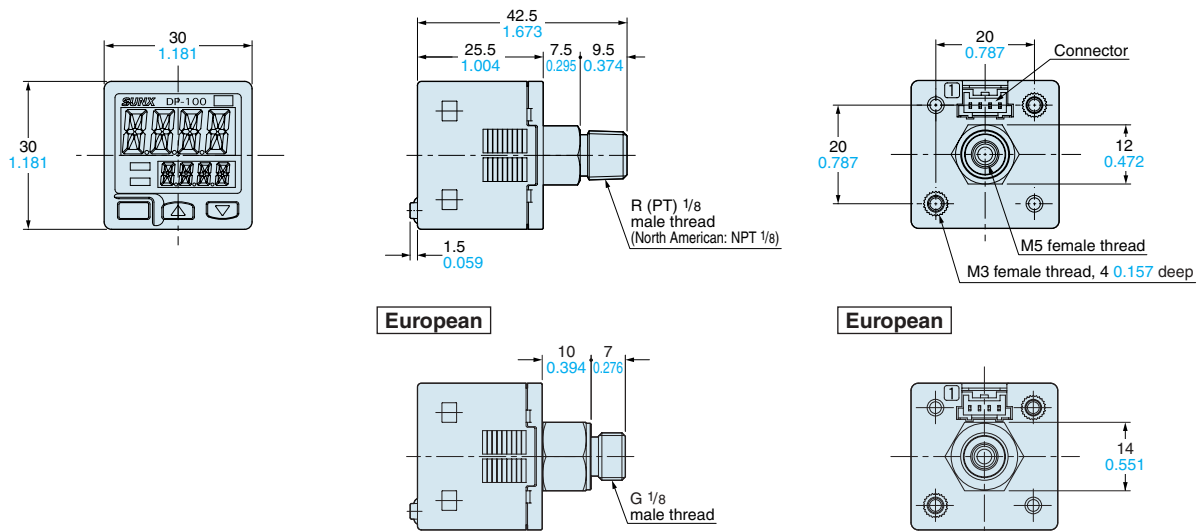 30
1.181
30
1.181
SUNX DP-100
42.5
1.673
25.5
1.004
7.5
0.295
9.5
0.374
R (PT) 1/8
male thread
(North American: NPT 1/8)
1.5
0.059
20
0.787
Connector
1
20
0.787
12
0.472
M5 female thread
M3 female thread, 4 0.157 deep
European
10
0.394
7
0.276
G 1/8
male thread
European
1
14
0.551